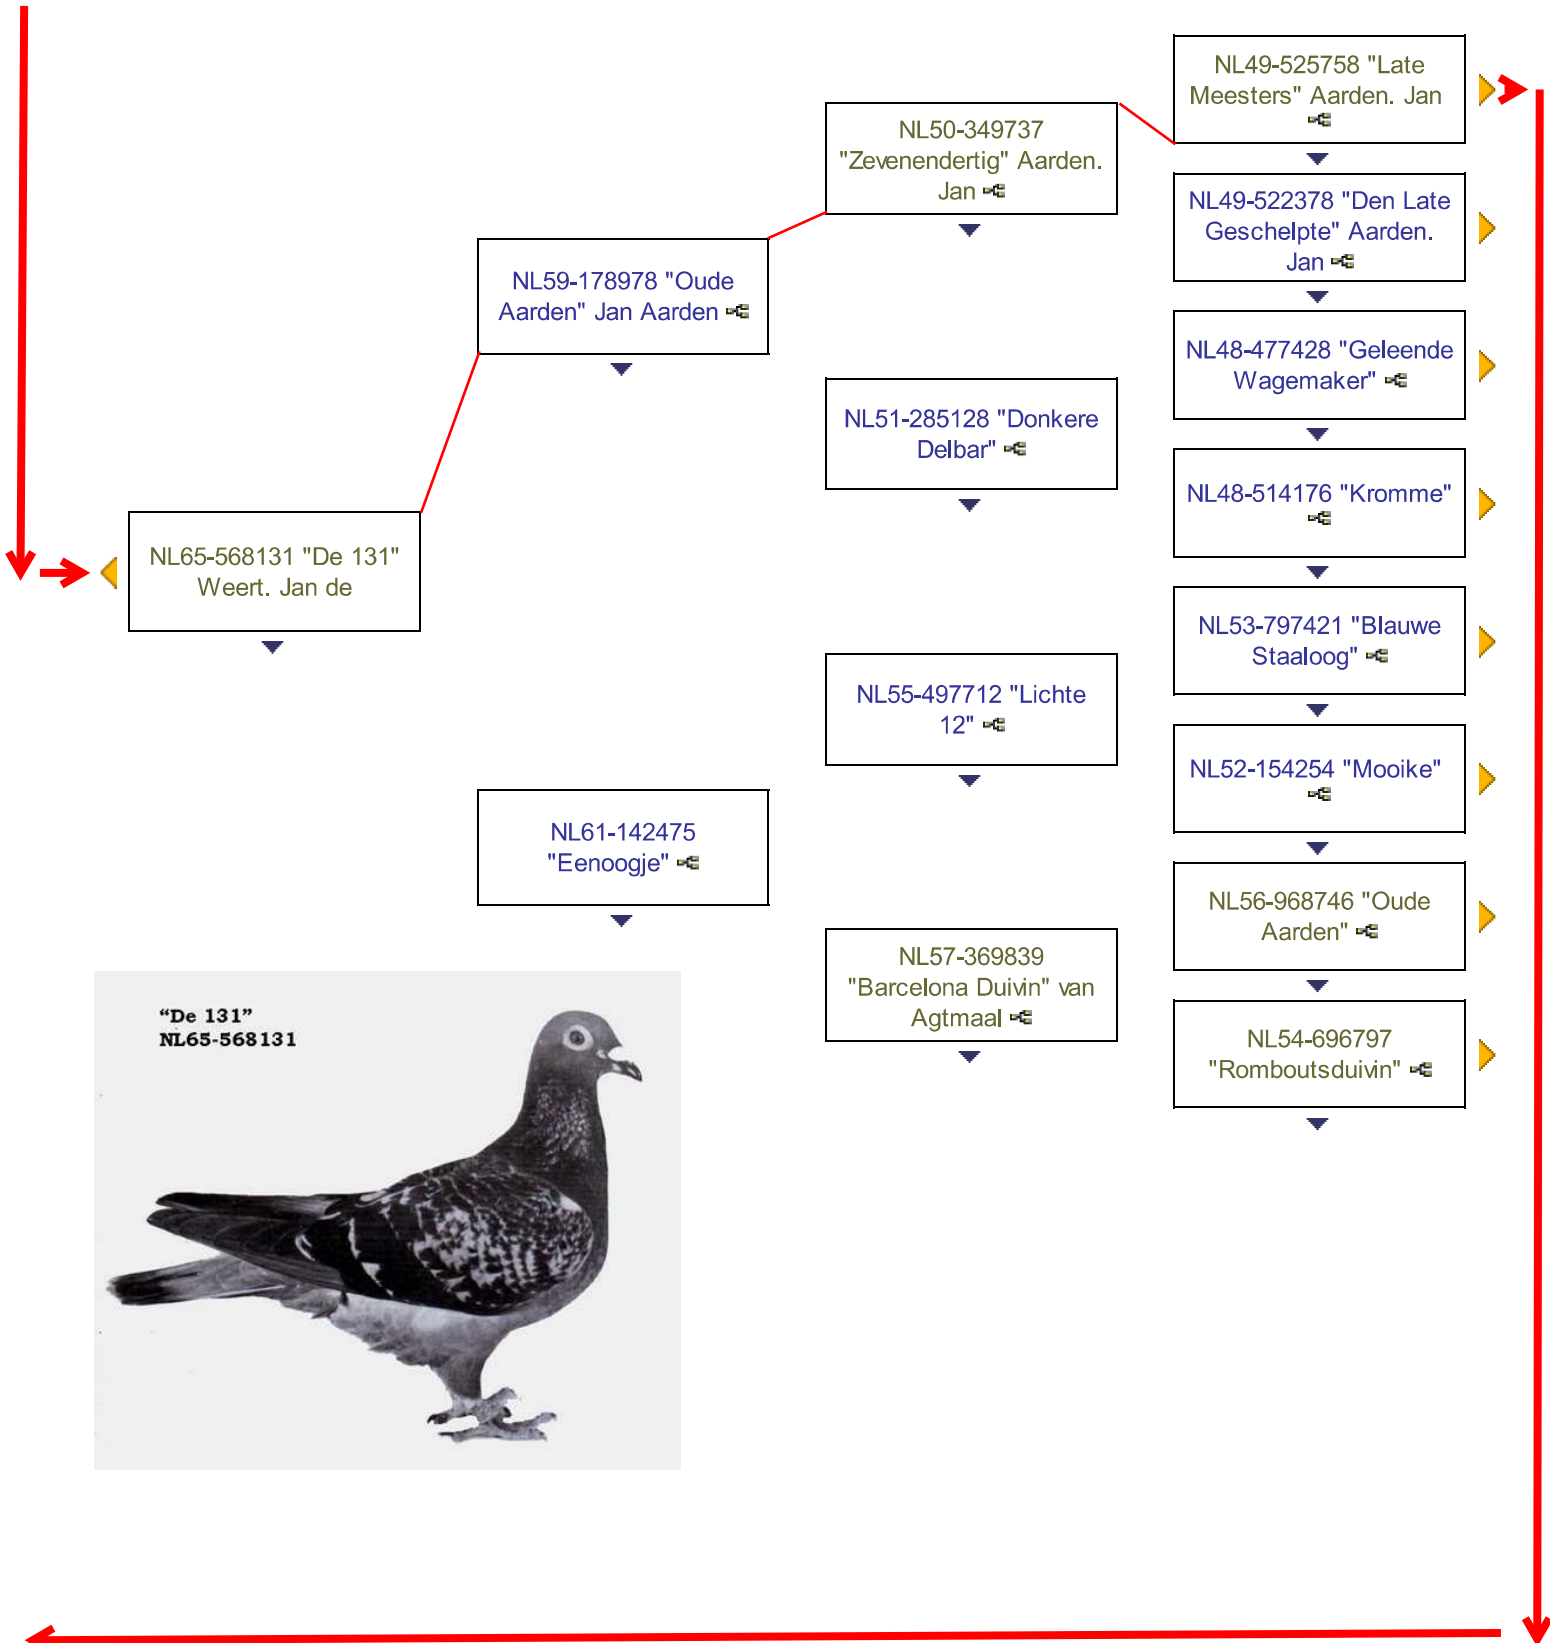 NL49-525758 "Late
Meesters" Aarden. Jan
NL50-349737
"Zevenendertig" Aarden.
Jan
NL49-522378 "Den Late
Geschelpte" Aarden.
Jan
NL59-178978 "Oude
Aarden" Jan Aarden
NL48-477428 "Geleende
Wagemaker"
NL51-285128 "Donkere
Delbar"
NL48-514176 "Kromme"
NL65-568131 "De 131"
Weert. Jan de
NL53-797421 "Blauwe
Staaloog"
NL55-497712 "Lichte
12"
NL52-154254 "Mooike"
NL61-142475
"Eenoogje"
NL56-968746 "Oude
Aarden"
NL57-369839
"Barcelona Duivin" van
Agtmaal
NL54-696797
"Romboutsduivin"
“De 131”
NL65-568131